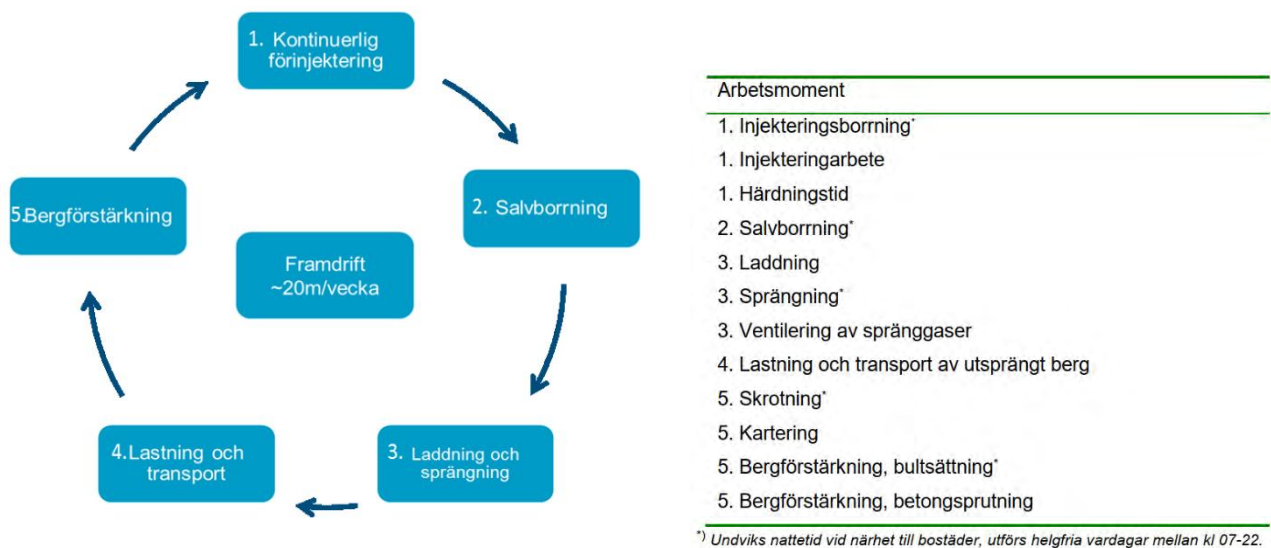 1. Kontinuerlig
förinjektering
2. Salvborrning
3. Laddning och
sprängning
4.Lastning och
transport
5.Bergförstärkning
Framdrift
~20m/vecka
Arbetsmoment
1. Injekteringsborrning*
1. Injekteringarbete
1. Härdningstid
2. Salvborrning*
3. Laddning
3. Sprängning*
3. Ventilering av spränggaser
4. Lastning och transport av utsprängt berg
5. Skrotning*
5. Kartering
5. Bergförstärkning, bultsättning*
5. Bergförstärkning, betongsprutning
*) Undviks nattetid vid närhet till bostäder, utförs helgfria vardagar mellan kl 07-22.